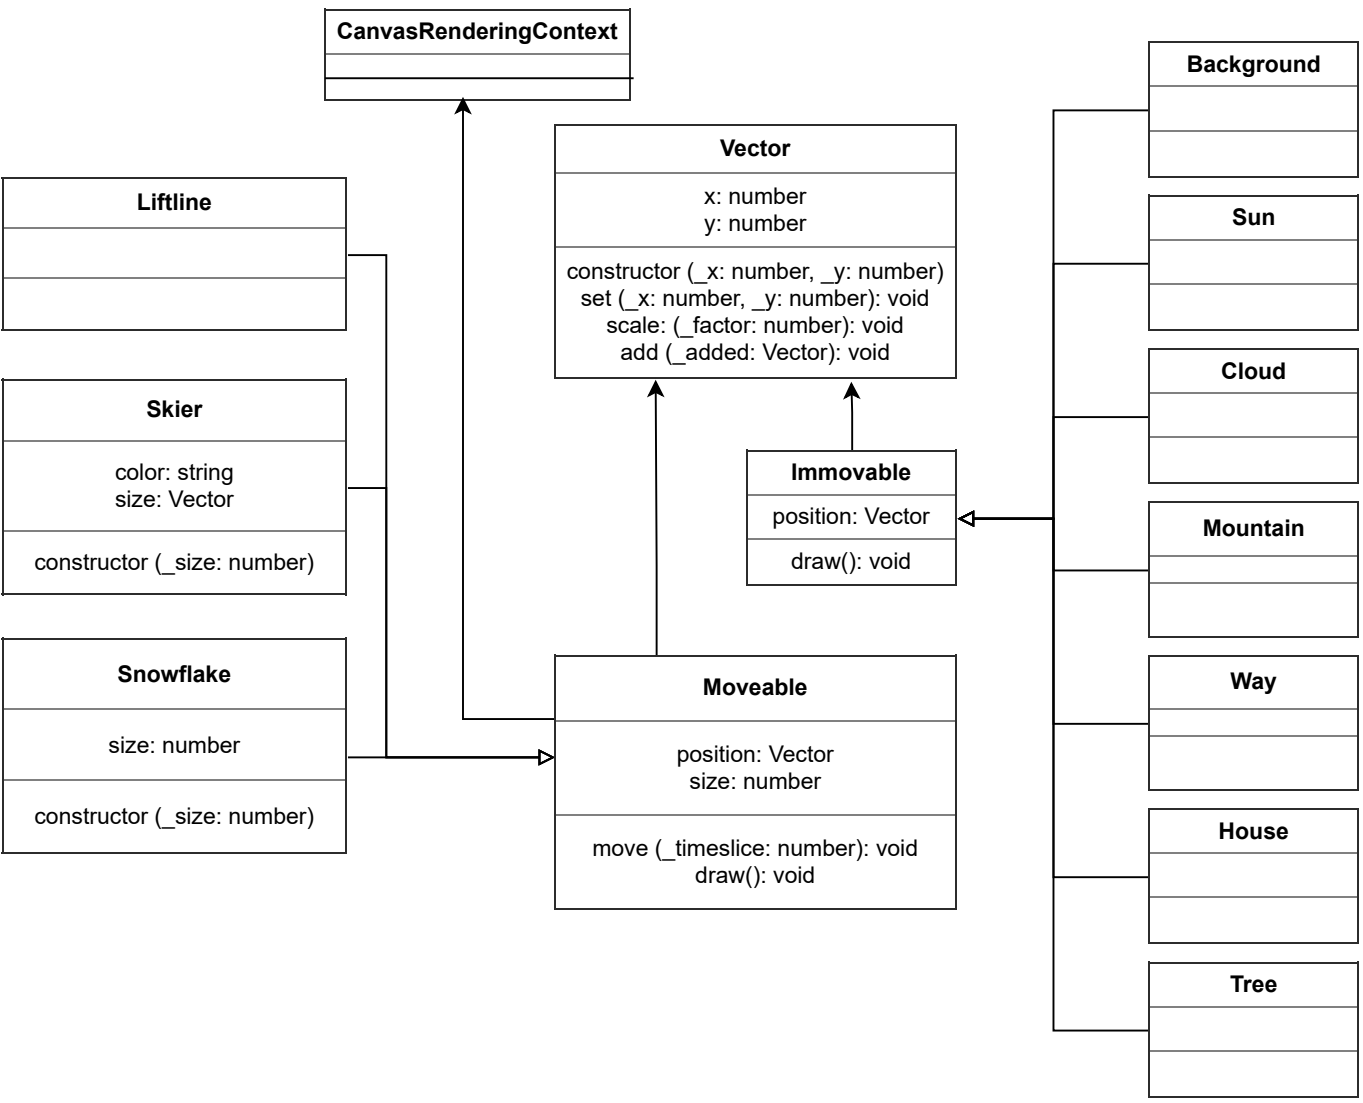 CanvasRenderingContext
Background
Vector
x: number
y: number
constructor (_x: number, _y: number)
set (_x: number, _y: number): void
scale: (_factor: number): void
add (_added: Vector): void
Liftline
Sun
Cloud
Skier
color: string
size: Vector
constructor (_size: number)
Immovable
position: Vector
draw(): void
Mountain
Snowflake
size: number
constructor (_size: number)
Moveable
position: Vector
size: number
move (_timeslice: number): void
draw(): void
Way
House
Tree